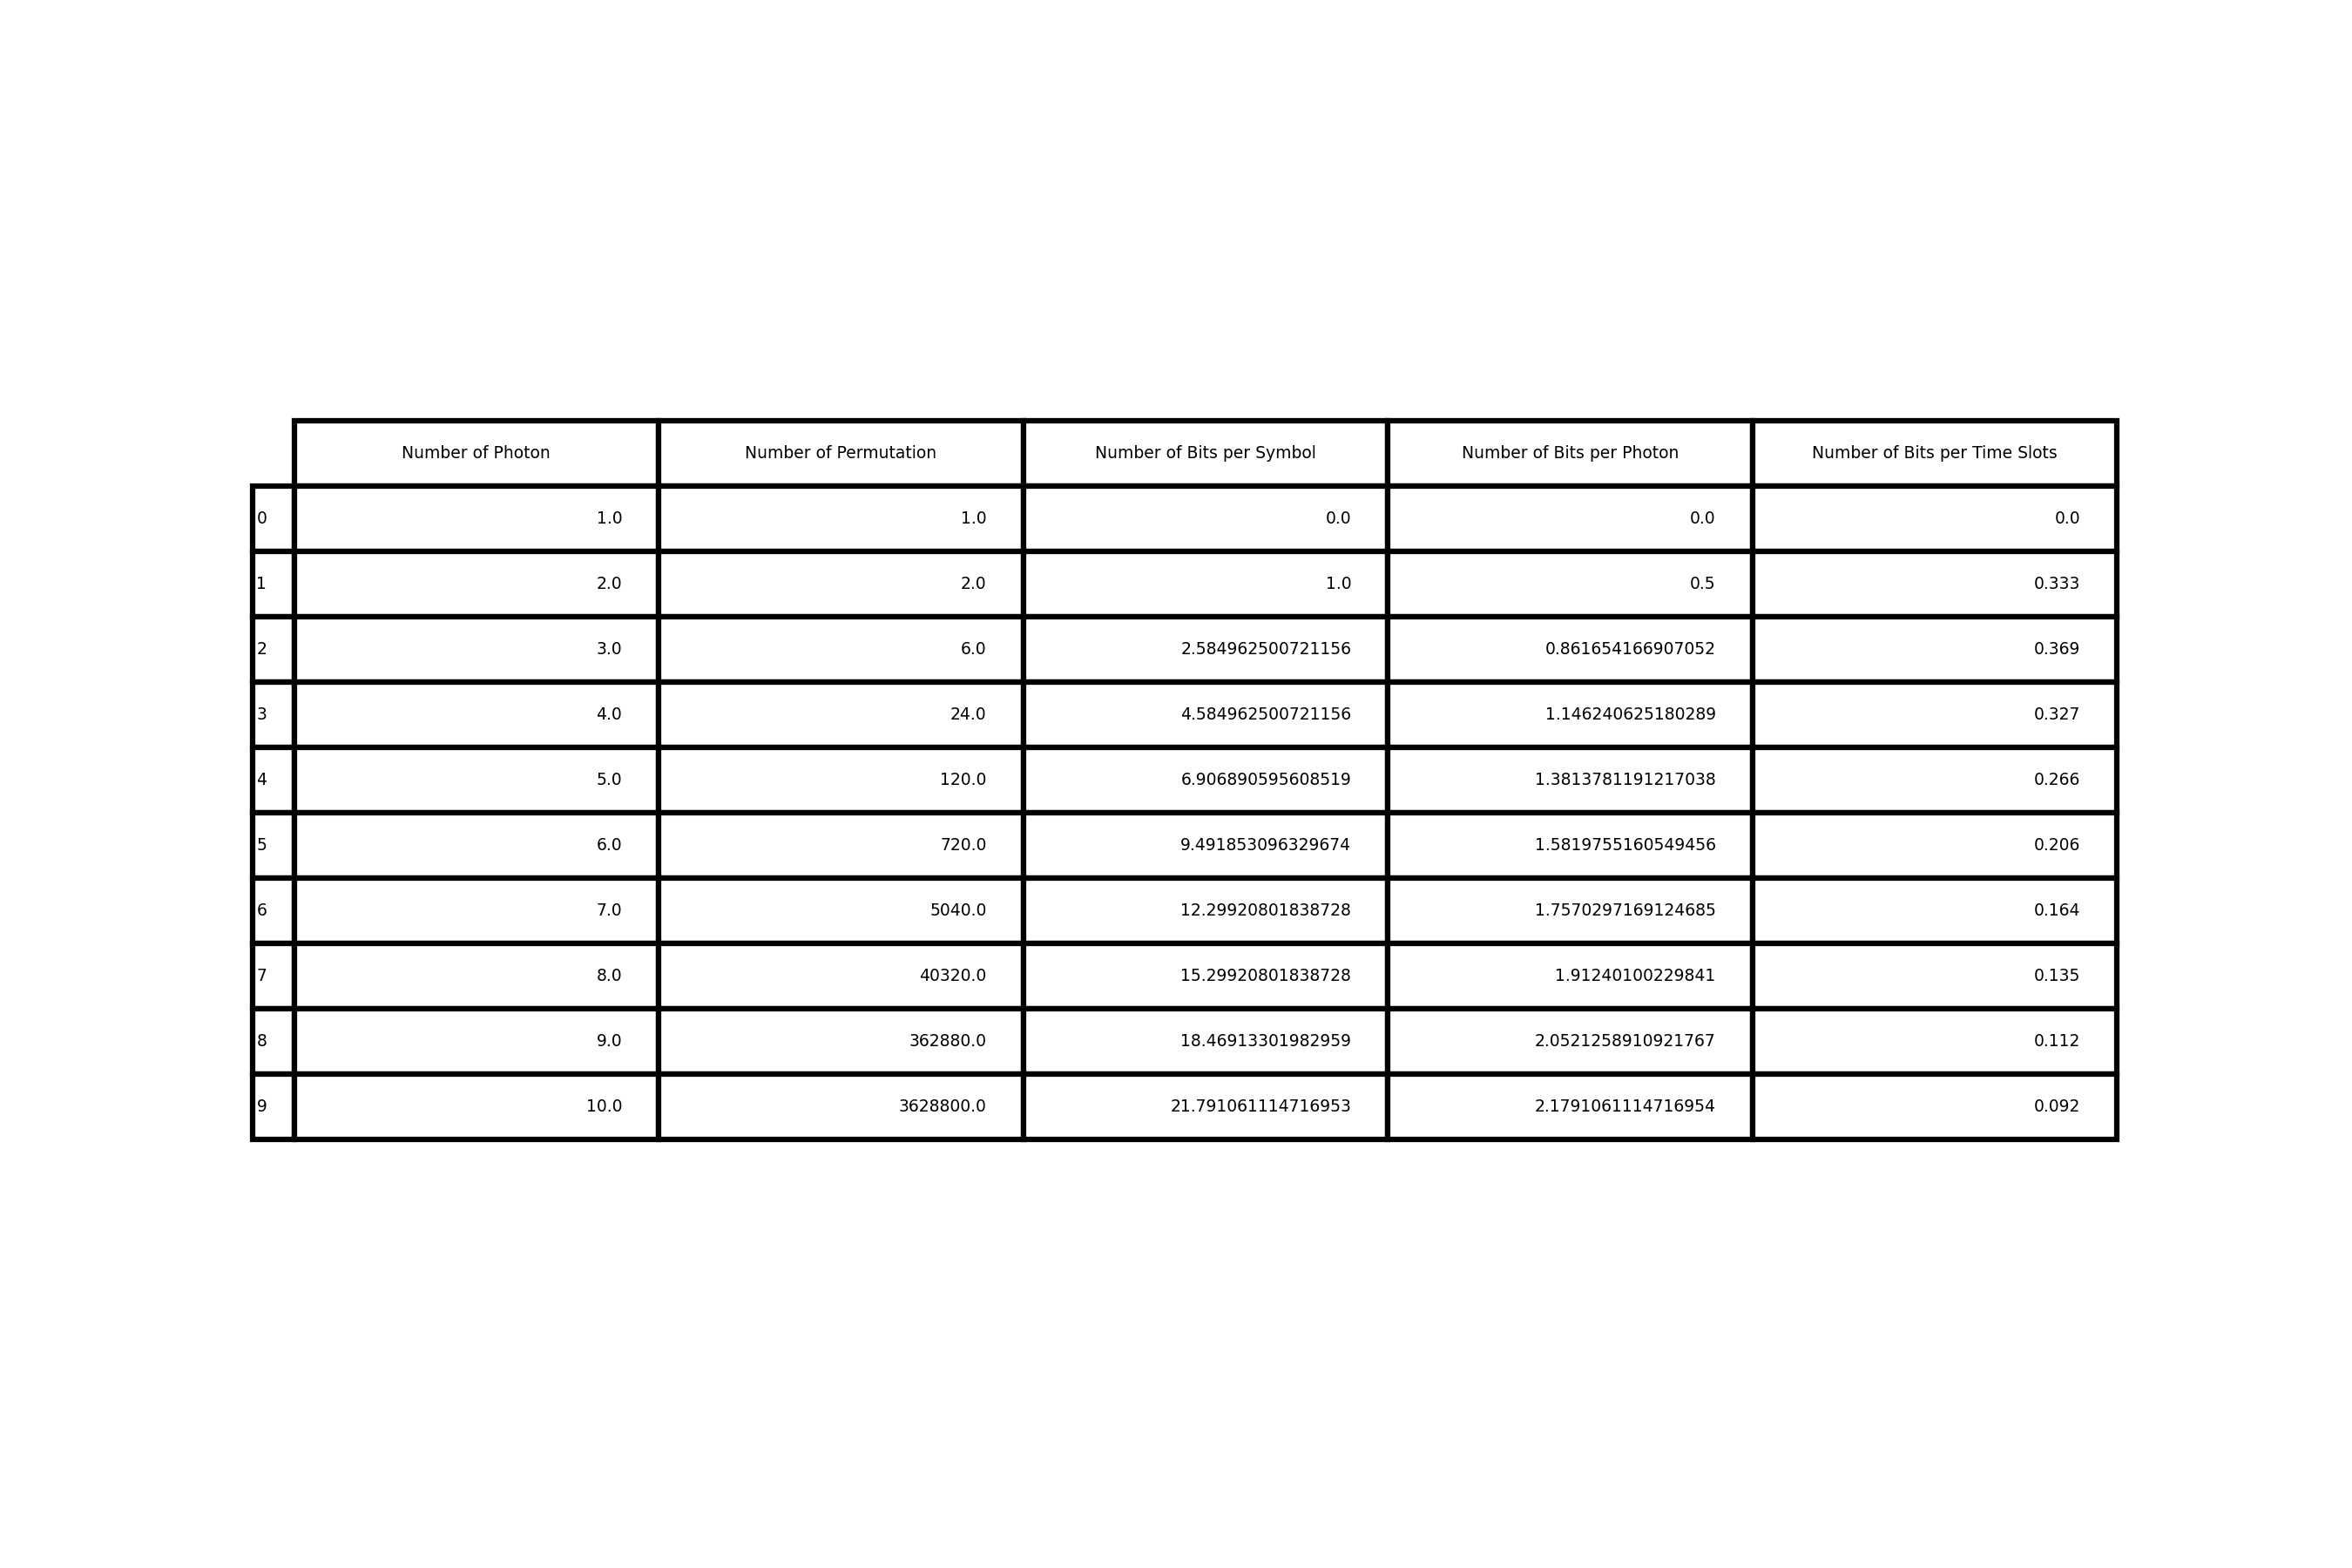 Number of Photon Number of Permutation Number of Bits per Symbol Number of Bits per Photon Number of Bits per Time Slots
0 1.0 1.0 0.0 0.0 0.0
1 2.0 2.0 1.0 0.5 0.333
2 3.0 6.0 2.584962500721156 0.861654166907052 0.369
3 4.0 24.0 4.584962500721156 1.146240625180289 0.327
4 5.0 120.0 6.906890595608519 1.3813781191217038 0.266
5 6.0 720.0 9.491853096329674 1.5819755160549456 0.206
6 7.0 5040.0 12.29920801838728 1.7570297169124685 0.164
7 8.0 40320.0 15.29920801838728 1.91240100229841 0.135
8 9.0 362880.0 18.46913301982959 2.0521258910921767 0.112
9 10.0 3628800.0 21.791061114716953 2.1791061114716954 0.092